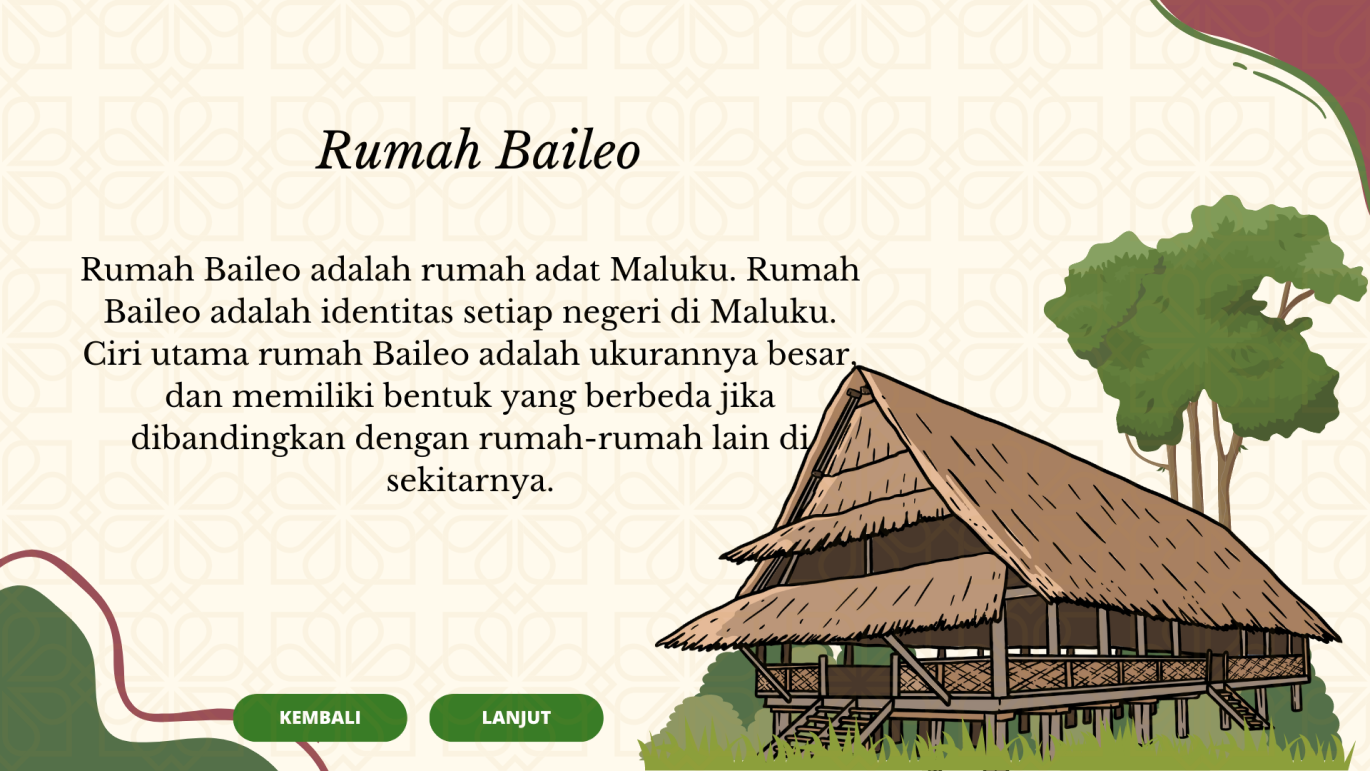 Rumah Baileo
Rumah Baileo adalah rumah adat Maluku. Rumah
Baileo adalah identitas setiap negeri di Maluku.
Ciri utama rumah Baileo adalah ukurannya besar,
dan memiliki bentuk yang berbeda jika
dibandingkan dengan rumah-rumah lain di
sekitarnya.
KEMBALI
LANJUT